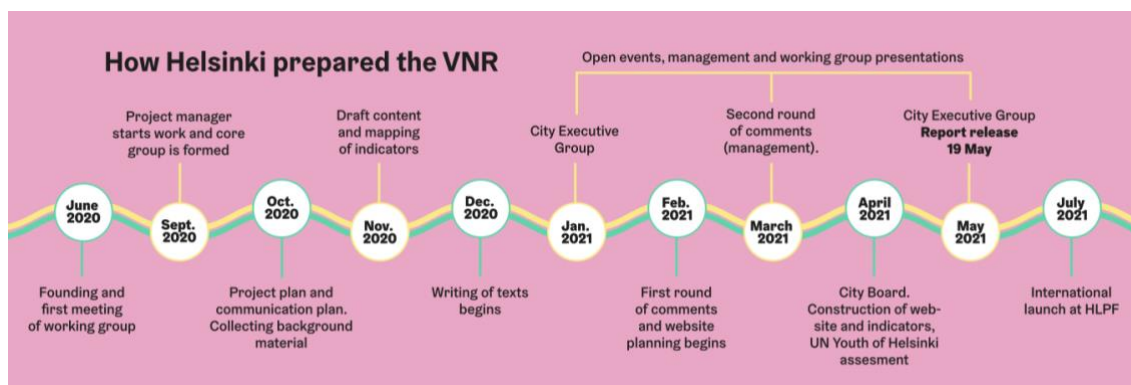 How Helsinki prepared the VNR
Open events, management and working group presentations
Project manager
starts work and core
group is formed
Draft content
and mapping
of indicators
City Executive
Group
Second round
of comments
(management).
City Executive Group
Report release
19 May
June
2020
Sept.
2020
Oct.
2020
Nov.
2020
Dec.
2020
Jan.
2021
Feb.
2021
March
2021
April
2021
May
2021
July
2021
Founding and
first meeting
of working group
Project plan and
communication plan.
Collecting background
material
Writing of texts
begins
First round
of comments
and website
planning begins
City Board.
Construction of web-
site and indicators,
UN Youth of Helsinki
assesment
International
launch at HLPF